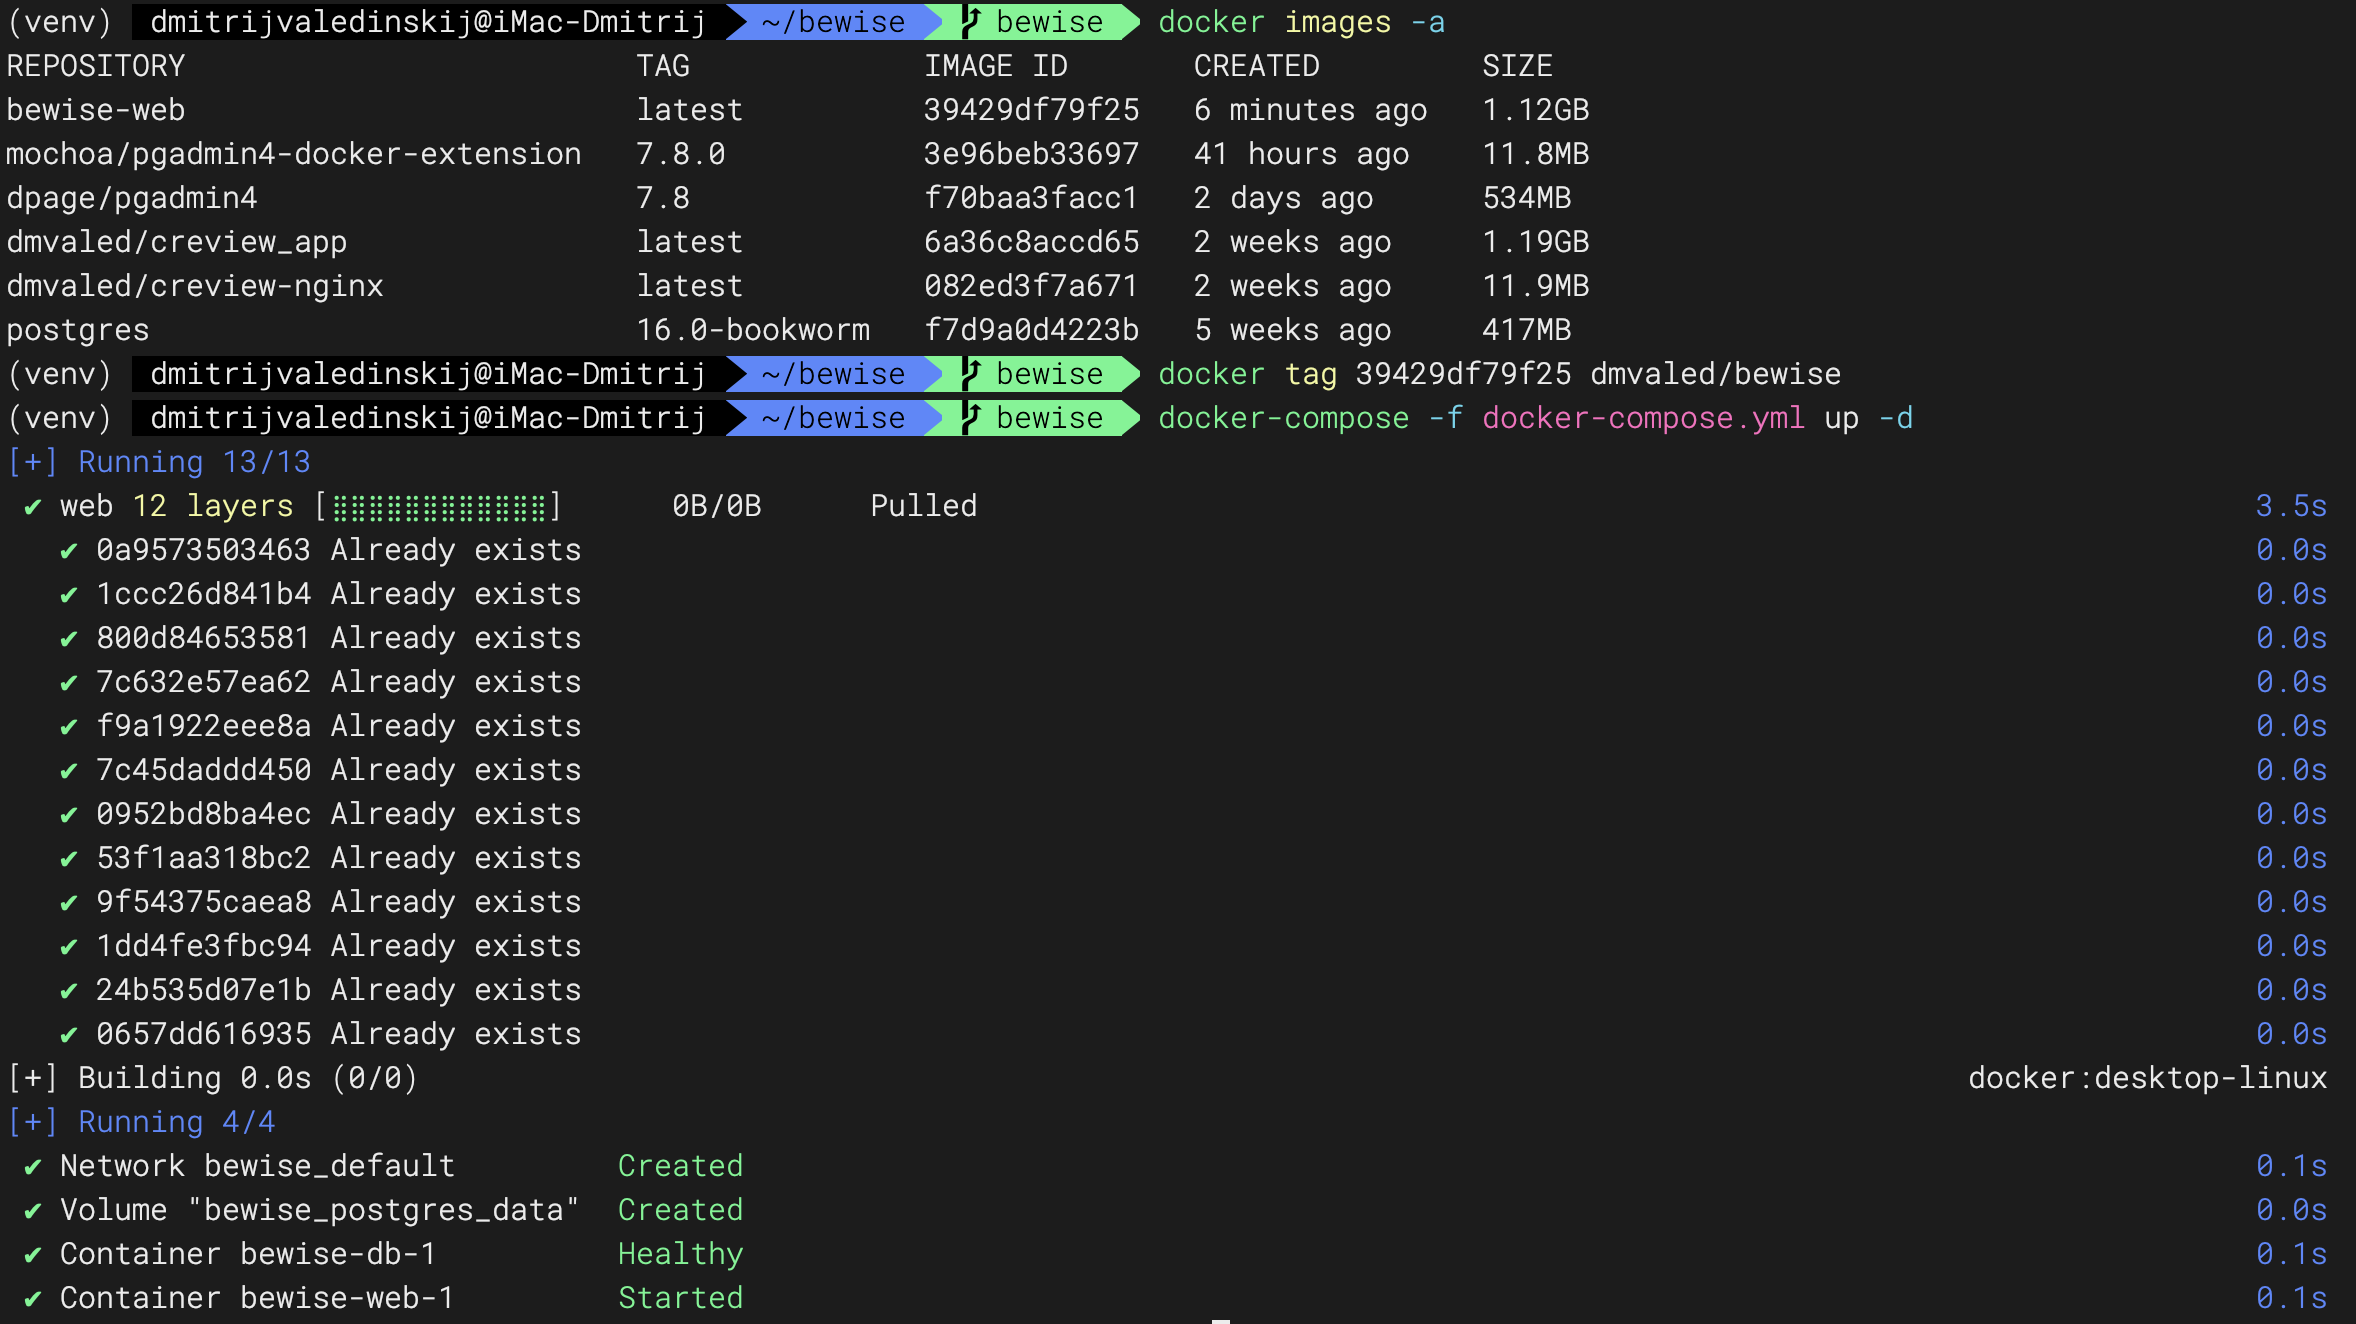 (venv) dmitrijvaledinskij@iMac-Dmitrij ~/bewise bewise docker images -a
REPOSITORY TAG IMAGE ID CREATED SIZE
bewise-web latest 39429df79f25 6 minutes ago 1.12GB
mochoa/pgadmin4-docker-extension 7.8.0 3e96beb33697 41 hours ago 11.8MB
dpage/pgadmin4 7.8 f70baa3facc1 2 days ago 534MB
dmvaled/creview_app latest 6a36c8accd65 2 weeks ago 1.19GB
dmvaled/creview-nginx latest 082ed3f7a671 2 weeks ago 11.9MB
postgres 16.0-bookworm f7d9a0d4223b 5 weeks ago 417MB
(venv) dmitrijvaledinskij@iMac-Dmitrij ~/bewise bewise docker tag 39429df79f25 dmvaled/bewise
(venv) dmitrijvaledinskij@iMac-Dmitrij ~/bewise bewise docker-compose -f docker-compose.yml up -d
[+] Running 13/13
✔ web 12 layers [⣿⣿⣿⣿⣿⣿⣿⣿⣿⣿⣿⣿] 0B/0B Pulled 3.5s
✔ 0a9573503463 Already exists 0.0s
✔ 1ccc26d841b4 Already exists 0.0s
✔ 800d84653581 Already exists 0.0s
✔ 7c632e57ea62 Already exists 0.0s
✔ f9a1922eee8a Already exists 0.0s
✔ 7c45daddd450 Already exists 0.0s
✔ 0952bd8ba4ec Already exists 0.0s
✔ 53f1aa318bc2 Already exists 0.0s
✔ 9f54375caea8 Already exists 0.0s
✔ 1dd4fe3fbc94 Already exists 0.0s
✔ 24b535d07e1b Already exists 0.0s
✔ 0657dd616935 Already exists 0.0s
[+] Building 0.0s (0/0) docker:desktop-linux
[+] Running 4/4
✔ Network bewise_default Created 0.1s
✔ Volume "bewise_postgres_data" Created 0.0s
✔ Container bewise-db-1 Healthy 0.1s
✔ Container bewise-web-1 Started 0.1s